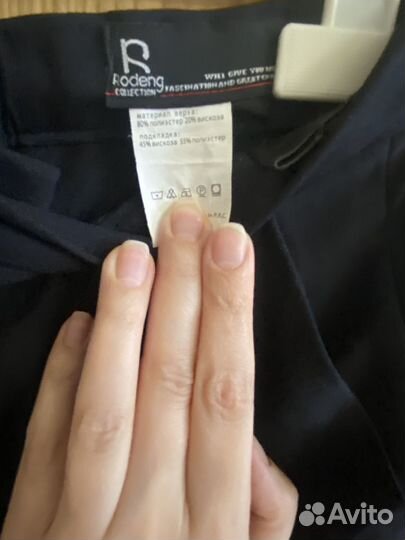 Rodeng
COLLECTION
WILL GIVE YOU
FASCINATION AND
материал верха:
80% полиэстер 20% вискоза
подкладка:
45% вискоза 55% полиэстер
Avito